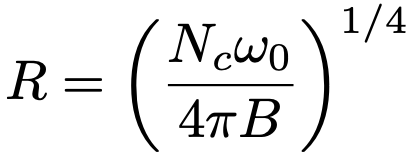 R = \left( \frac{N_c \omega_0}{4 \pi B} \right)^{1/4}